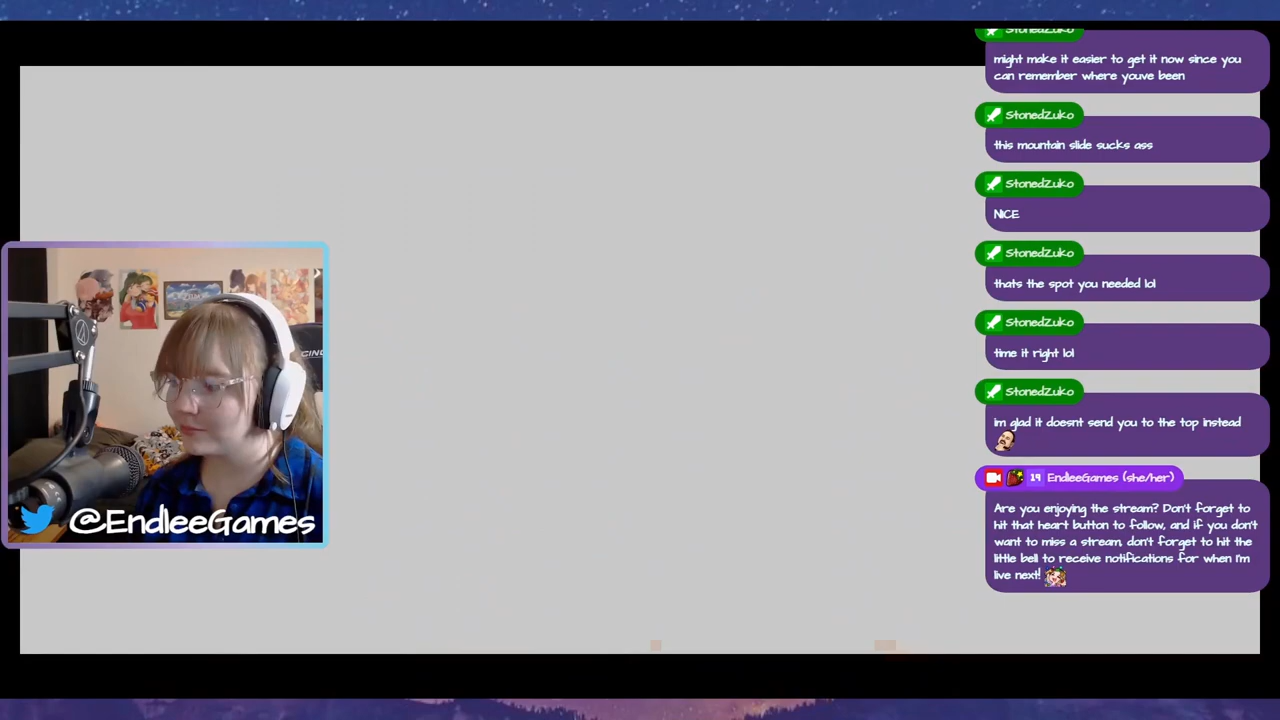 StonedZuko
might make it easier to get it now since you
can remember where youve been
StonedZuko
this mountain slide sucks ass
StonedZuko
NICE
StonedZuko
thats the spot you needed lol
StonedZuko
time it right lol
StonedZuko
im glad it doesnt send you to the top instead
19 EndleeGames (she/her)
Are you enjoying the stream? Don't forget to
hit that heart button to follow, and if you don't
want to miss a stream, don't forget to hit the
little bell to receive notifications for when I'm
live next!
@EndleeGames